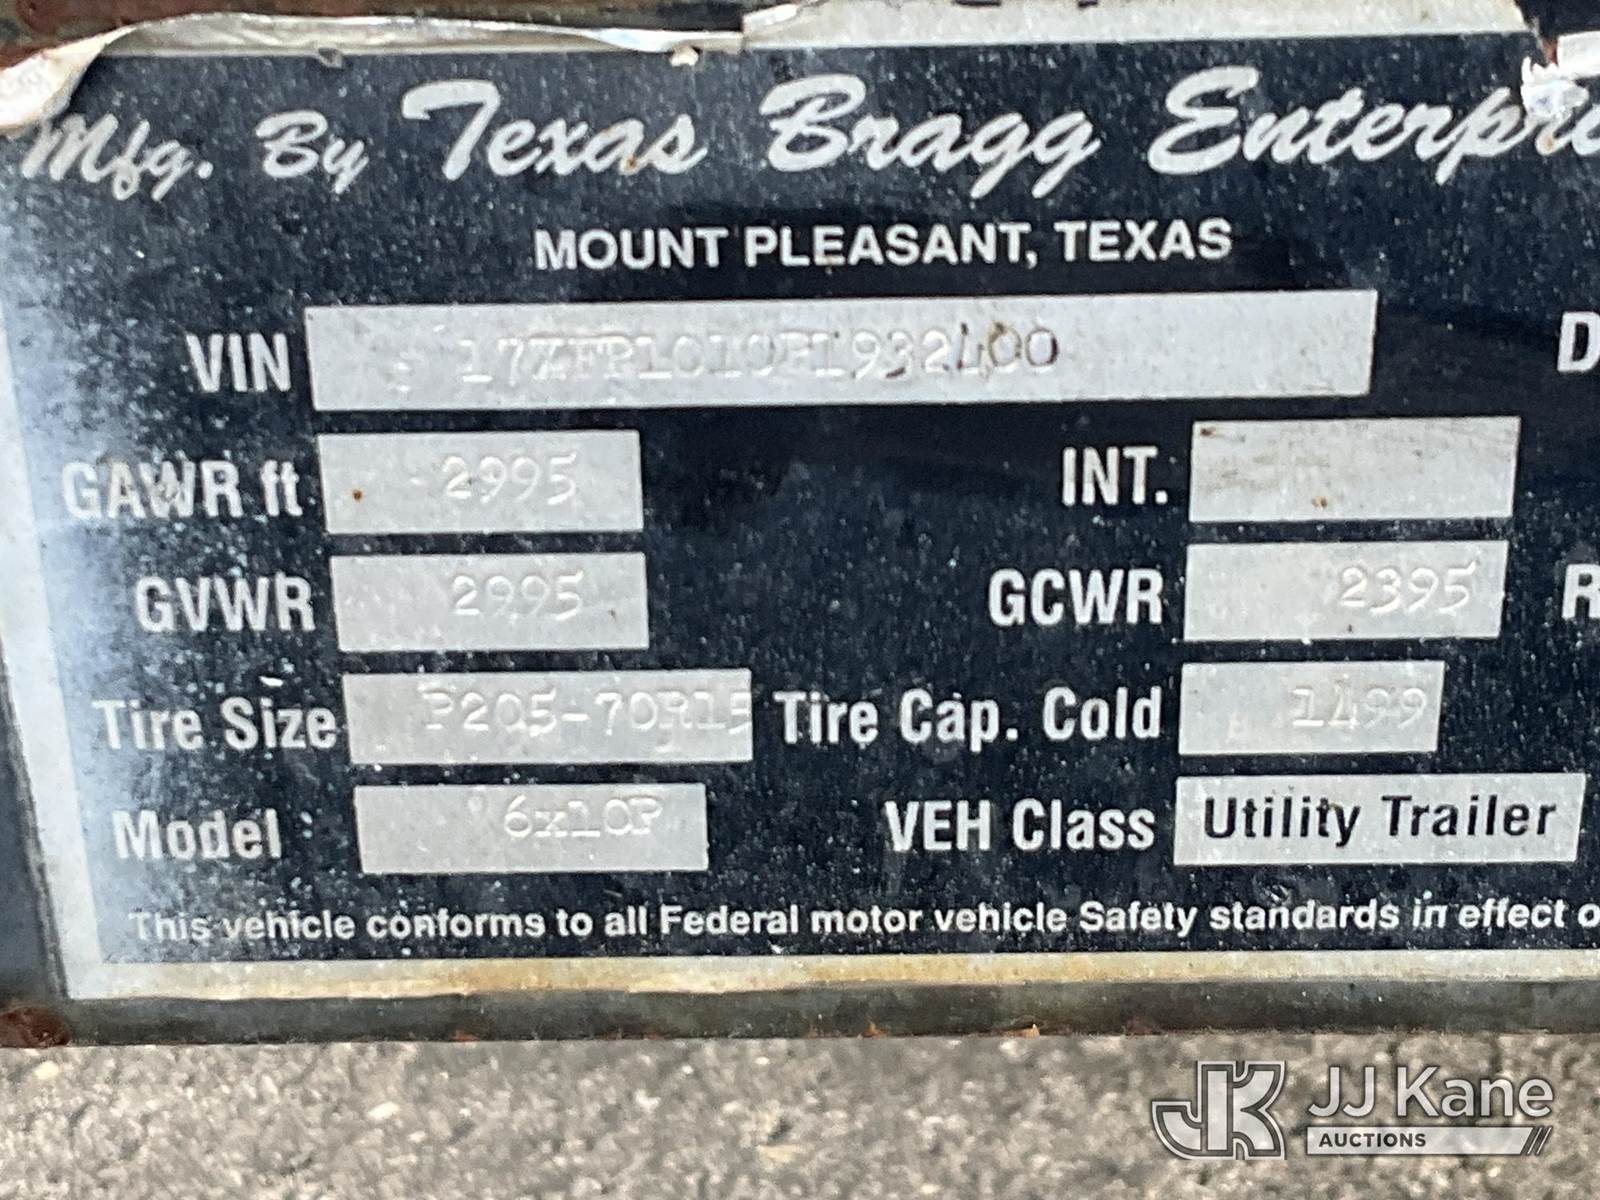 Mfg. By Texas Bragg Enterpri
MOUNT PLEASANT, TEXAS
VIN 17XFP1010E1932400 D
GAWR ft 2995 INT.
GVWR 2995 GCWR 2395 R
Tire Size P205-70R15 Tire Cap. Cold 1499
Model 6x10P VEH Class Utility Trailer
This vehicle conforms to all Federal motor vehicle Safety standards in effect o
JK JJ Kane
AUCTIONS